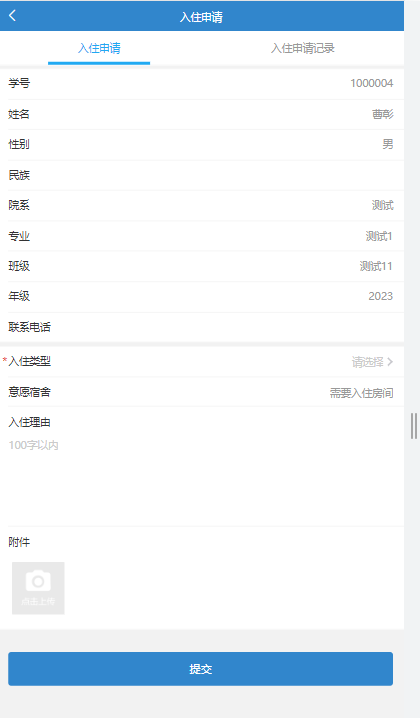 入住申请
入住申请 入住申请记录
学号 1000004
姓名 曹彰
性别 男
民族
院系 测试
专业 测试1
班级 测试11
年级 2023
联系电话
*入住类型 请选择
意愿宿舍 需要入住房间
入住理由
100字以内
附件
点击上传
提交